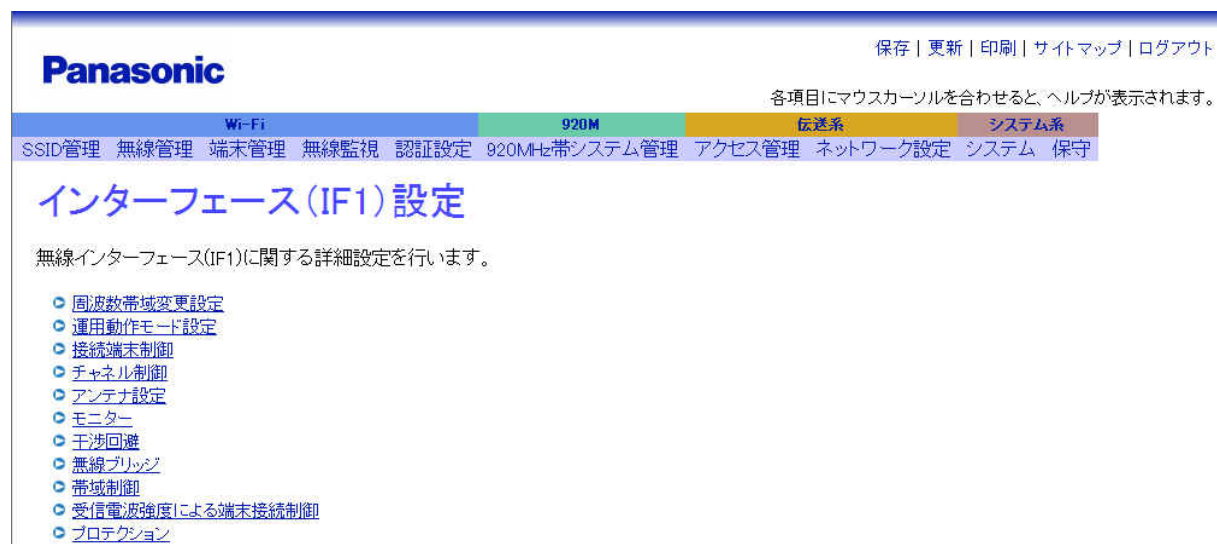 保存 | 更新 | 印刷 | サイトマップ | ログアウト
Panasonic
各項目にマウスカーソルを合わせると、ヘルプが表示されます。
Wi-Fi 920M 伝送系 システム系
SSID管理 無線管理 端末管理 無線監視 認証設定 920MHz帯システム管理 アクセス管理 ネットワーク設定 システム 保守
インターフェース(IF1)設定
無線インターフェース(IF1)に関する詳細設定を行います。
周波数帯域変更設定
運用動作モード設定
接続端末制御
チャネル制御
アンテナ設定
モニター
干渉回避
無線ブリッジ
帯域制御
受信電波強度による端末接続制御
プロテクション